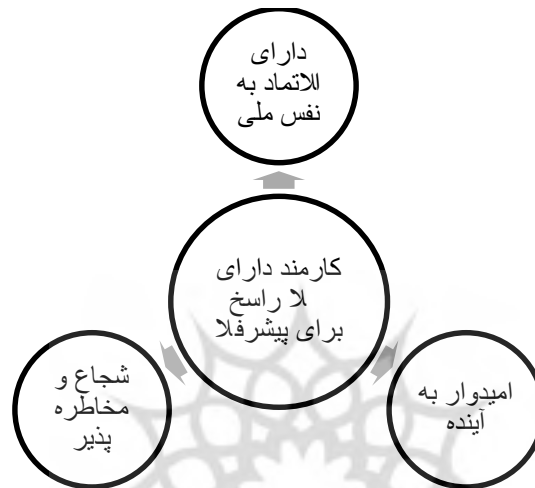 دارای
الاتماد به
نفس ملی
کارمند دارای
لا راسخ
برای پیشرفلا
شجاع و
مخاطره
پذیر
امیدوار به
آینده